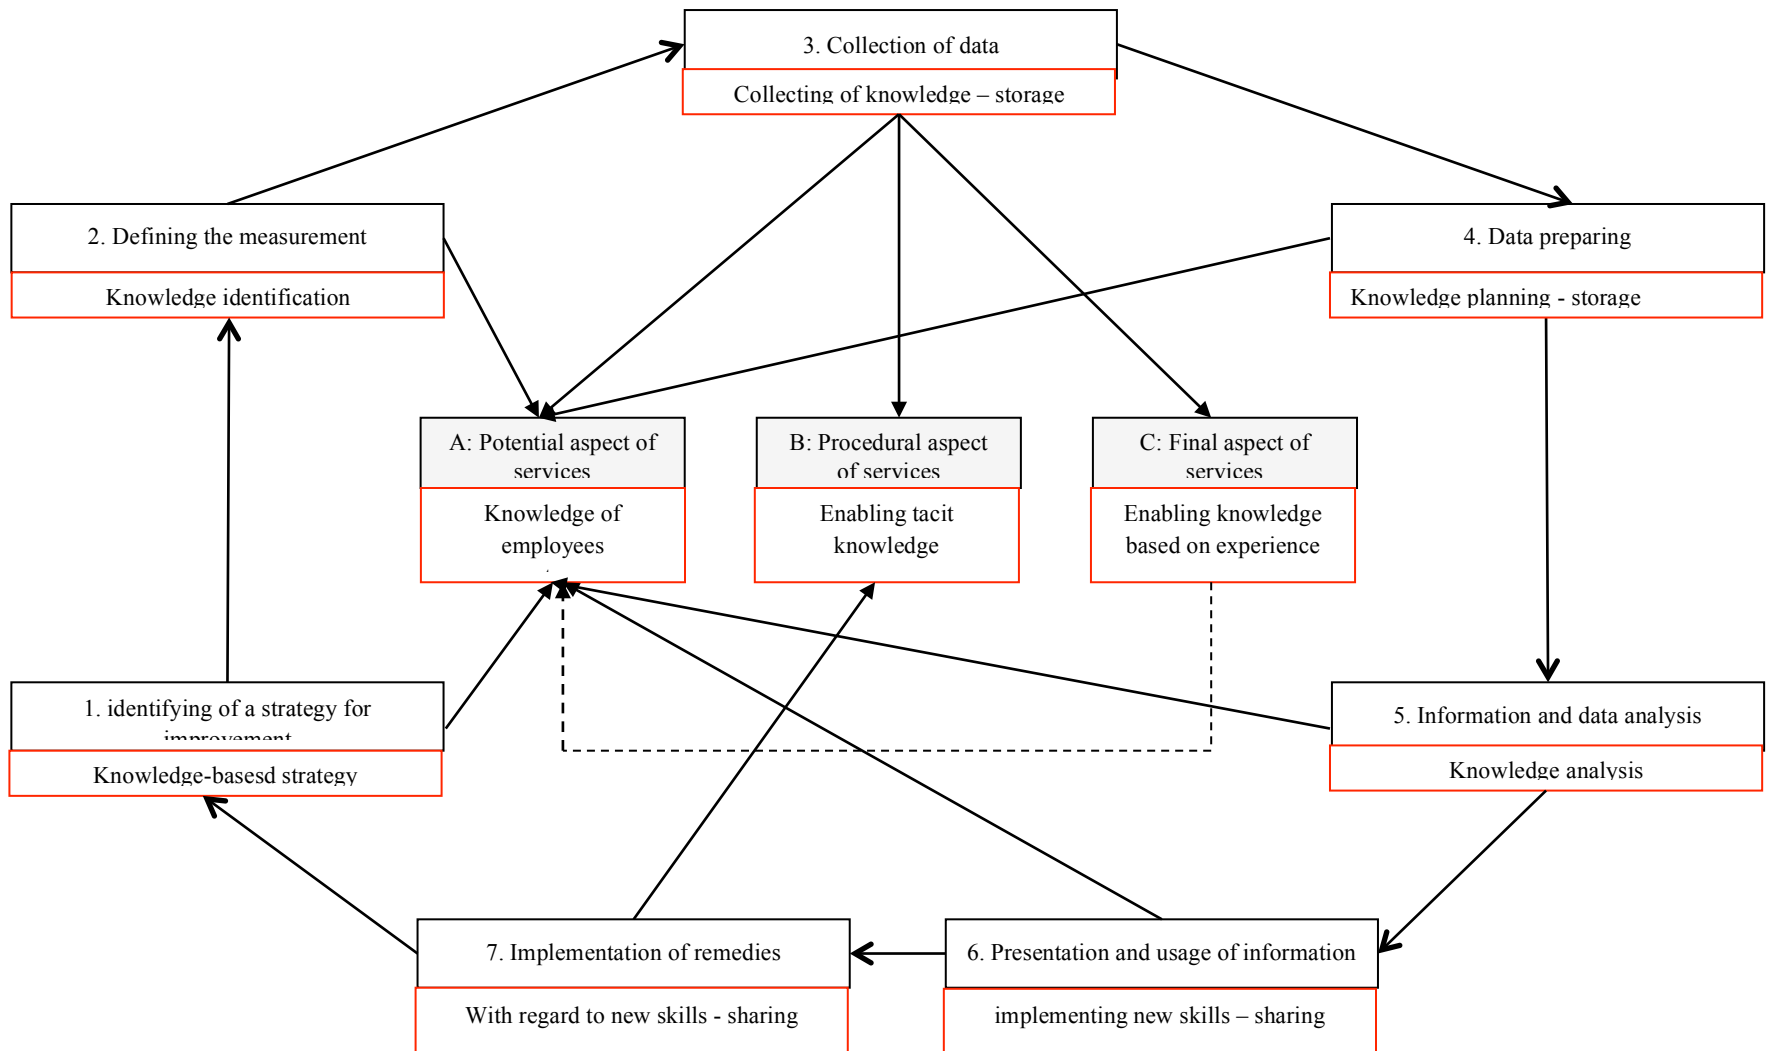 3. Collection of data
Collecting of knowledge – storage
2. Defining the measurement
Knowledge identification
4. Data preparing
Knowledge planning - storage
A: Potential aspect of
services
Knowledge of
employees
B: Procedural aspect
of services
Enabling tacit
knowledge
C: Final aspect of
services
Enabling knowledge
based on experience
1. identifying of a strategy for
improvement
Knowledge-basesd strategy
5. Information and data analysis
Knowledge analysis
7. Implementation of remedies
With regard to new skills - sharing
6. Presentation and usage of information
implementing new skills – sharing